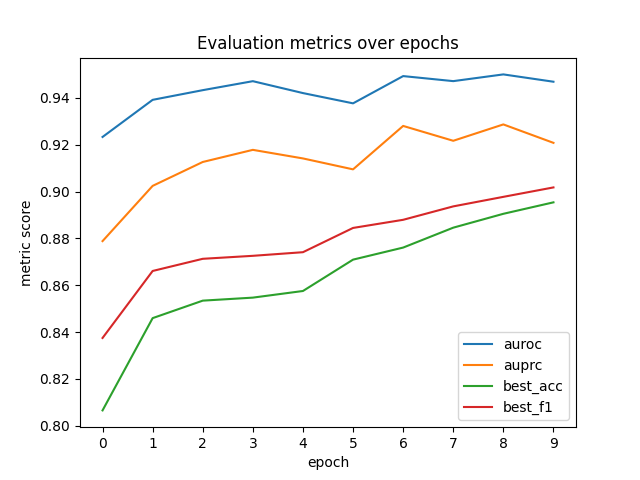 Evaluation metrics over epochs
metric score
0.94
0.92
0.90
0.88
0.86
0.84
0.82
0.80
auroc
auprc
best_acc
best_f1
0 1 2 3 4 5 6 7 8 9
epoch